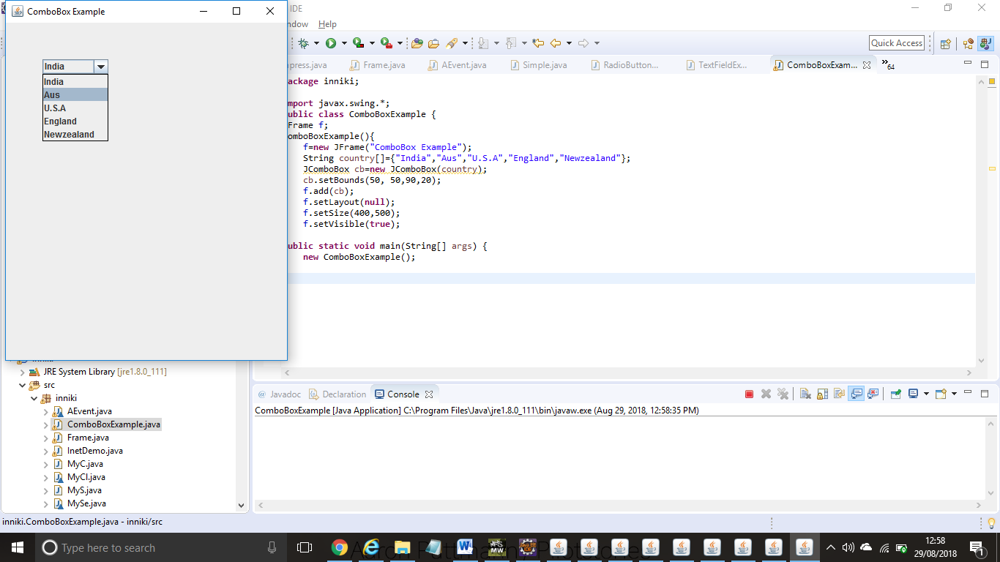 ComboBox Example
India
India
Aus
U.S.A
England
Newzealand
IDE
ndow Help
Quick Access
press.java Frame.java AEvent.java Simple.java RadioButton... TextFieldEx... ComboBoxExam... 64
ackage inniki;
mport javax.swing.*;
ublic class ComboBoxExample {
Frame f;
omboBoxExample(){
f=new JFrame("ComboBox Example");
String country[]={"India","Aus","U.S.A","England","Newzealand"};
JComboBox cb=new JComboBox(country);
cb.setBounds(50, 50,90,20);
f.add(cb);
f.setLayout(null);
f.setSize(400,500);
f.setVisible(true);
ublic static void main(String[] args) {
new ComboBoxExample();
JRE System Library [jre1.8.0_111]
src
inniki
AEvent.java
ComboBoxExample.java
Frame.java
InetDemo.java
MyC.java
MyCl.java
MyS.java
MySe.java
@ Javadoc Declaration Console
ComboBoxExample [Java Application] C:\Program Files\Java\jre1.8.0_111\bin\javaw.exe (Aug 29, 2018, 12:58:35 PM)
inniki.ComboBoxExample.java - inniki/src
Type here to search
12:58
29/08/2018
1